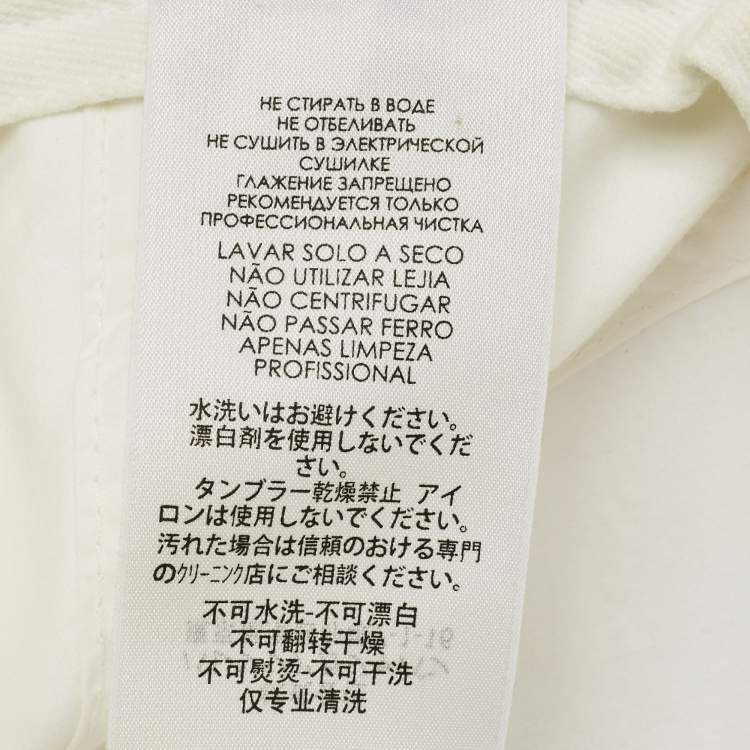 НЕ СТИРАТЬ В ВОДЕ
НЕ ОТБЕЛИВАТЬ
НЕ СУШИТЬ В ЭЛЕКТРИЧЕСКОЙ
СУШИЛКЕ
ГЛАЖЕНИЕ ЗАПРЕЩЕНО
РЕКОМЕНДУЕТСЯ ТОЛЬКО
ПРОФЕССИОНАЛЬНАЯ ЧИСТКА
LAVAR SOLO A SECO
NÃO UTILIZAR LEJIA
NÃO CENTRIFUGAR
NÃO PASSAR FERRO
APENAS LIMPEZA
PROFISSIONAL
水洗いはお避けください。
漂白剤を使用しないでくだ
さい。
タンブラー乾燥禁止 アイ
ロンは使用しないでください。
汚れた場合は信頼のおける専門
のクリーニング店にご相談ください。
不可水洗-不可漂白
不可翻转干燥
不可熨烫-不可干洗
仅专业清洗